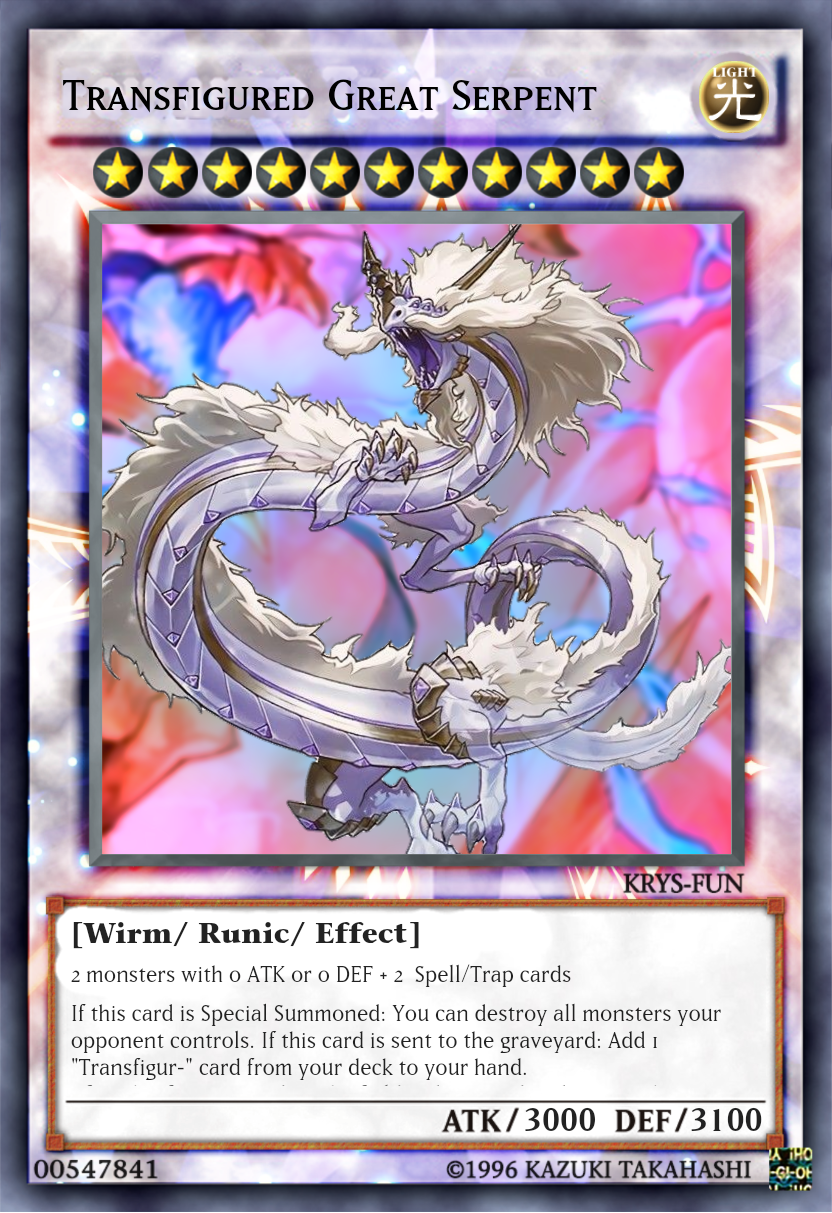 Transfigured Great Serpent
LIGHT
光
KRYS-FUN
[Wirm/ Runic/ Effect]
2 monsters with 0 ATK or 0 DEF + 2 Spell/Trap cards
If this card is Special Summoned: You can destroy all monsters your
opponent controls. If this card is sent to the graveyard: Add 1
"Transfigur-" card from your deck to your hand.
ATK/3000 DEF/3100
00547841
©1996 KAZUKI TAKAHASHI